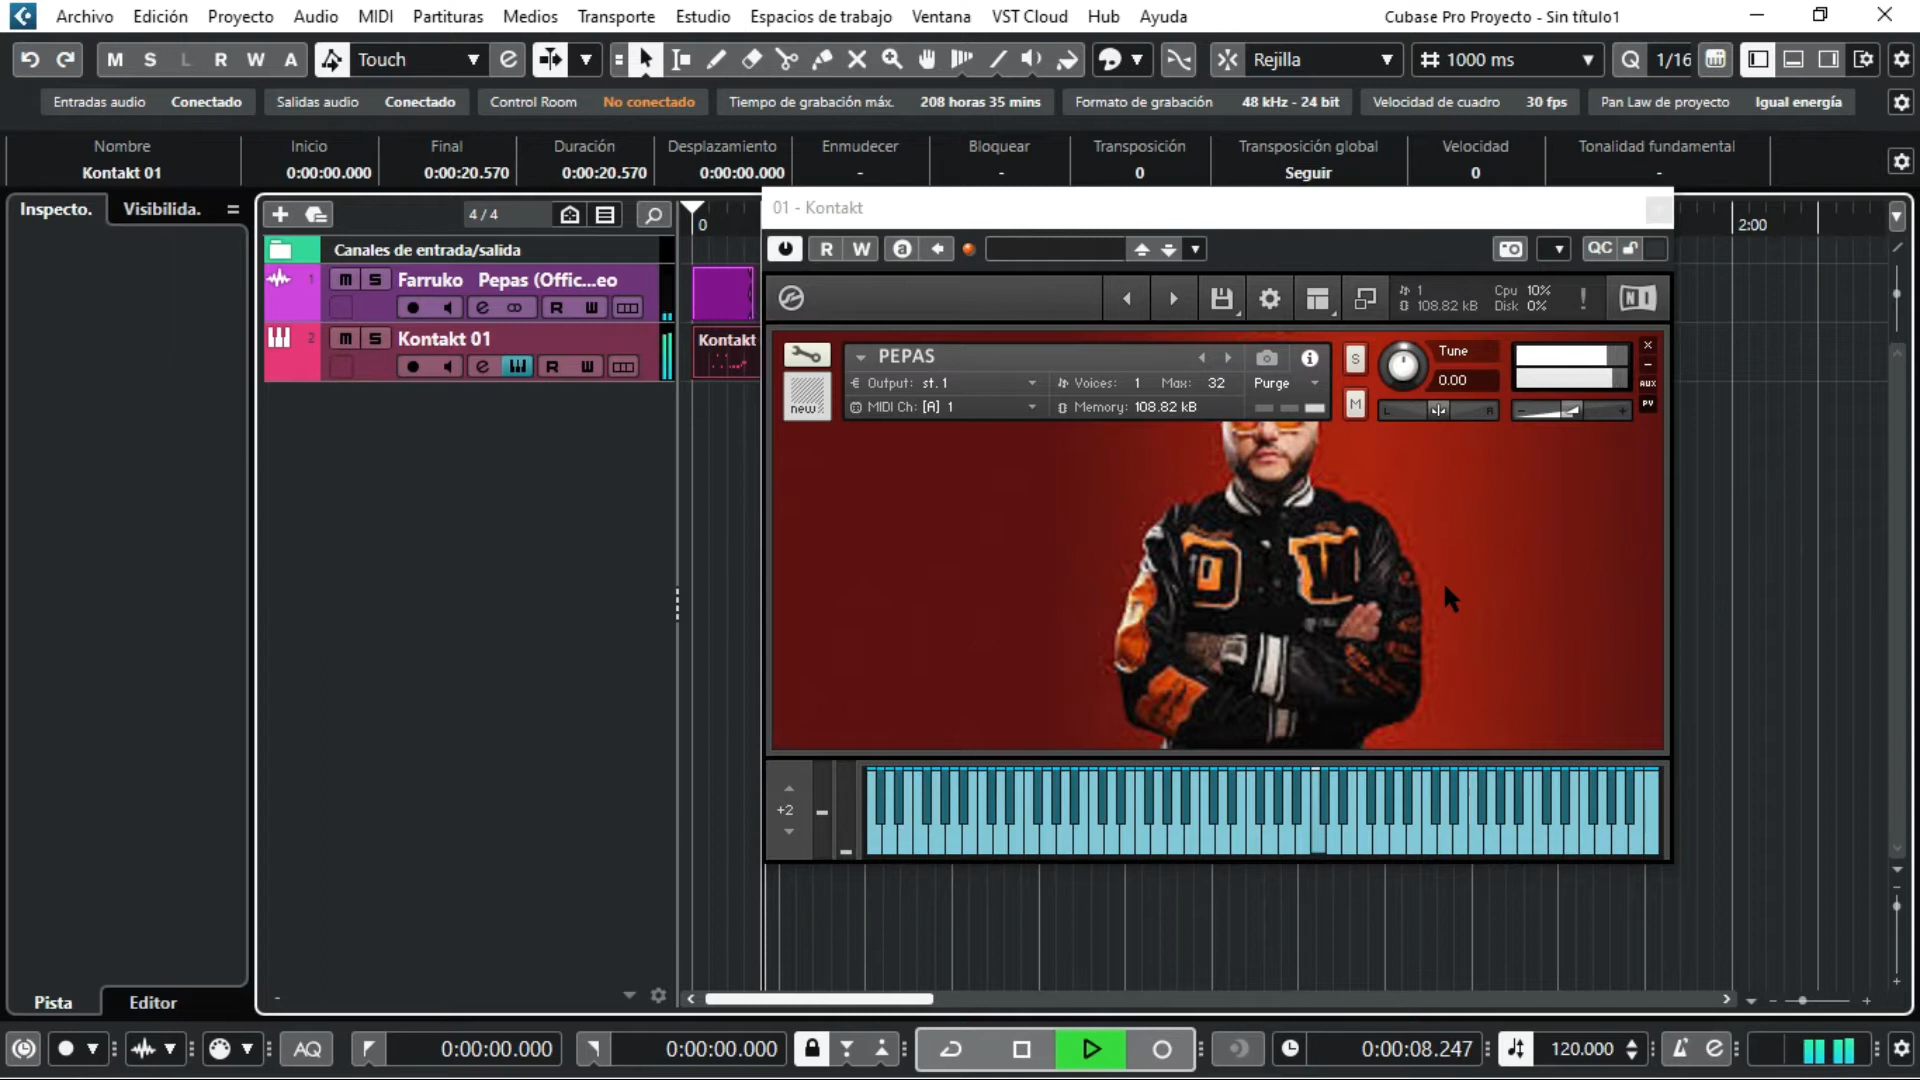 Archivo Edición Proyecto Audio MIDI Partituras Medios Transporte Estudio Espacios de trabajo Ventana VST Cloud Hub Ayuda Cubase Pro Proyecto - Sin título1
M S L R W A Touch Rejilla 1000 ms Q 1/16
Entradas audio Conectado Salidas audio Conectado Control Room No conectado Tiempo de grabación máx. 208 horas 35 mins Formato de grabación 48 kHz - 24 bit Velocidad de cuadro 30 fps Pan Law de proyecto Igual energía
Nombre Inicio Final Duración Desplazamiento Enmudecer Bloquear Transposición Transposición global Velocidad Tonalidad fundamental
Kontakt 01 0:00:00.000 0:00:20.570 0:00:20.570 0:00:00.000 - - 0 Seguir 0 -
Inspecto. Visibilida. 4 / 4 0 01 - Kontakt 2:00
Canales de entrada/salida R W a QC
1 m S Farruko Pepas (Offic...eo
R
1 108.82 kB Cpu 10% Disk 0% ! NI
2 m S Kontakt 01
R
Kontakt
new
PEPAS S Tune
Output: st. 1 Voices: 1 Max: 32 Purge 0.00 AUX
MIDI Ch: [A] 1 Memory: 108.82 kB M L R - + PV
D W
+2
Pista Editor
AQ 0:00:00.000 0:00:00.000 0:00:08.247 120.000